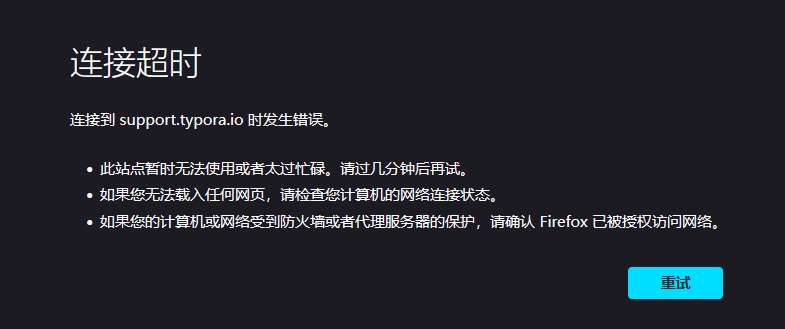 连接超时
连接到 support.typora.io 时发生错误。
此站点暂时无法使用或者太过忙碌。请过几分钟后再试。
如果您无法载入任何网页，请检查您计算机的网络连接状态。
如果您的计算机或网络受到防火墙或者代理服务器的保护，请确认 Firefox 已被授权访问网络。
重试